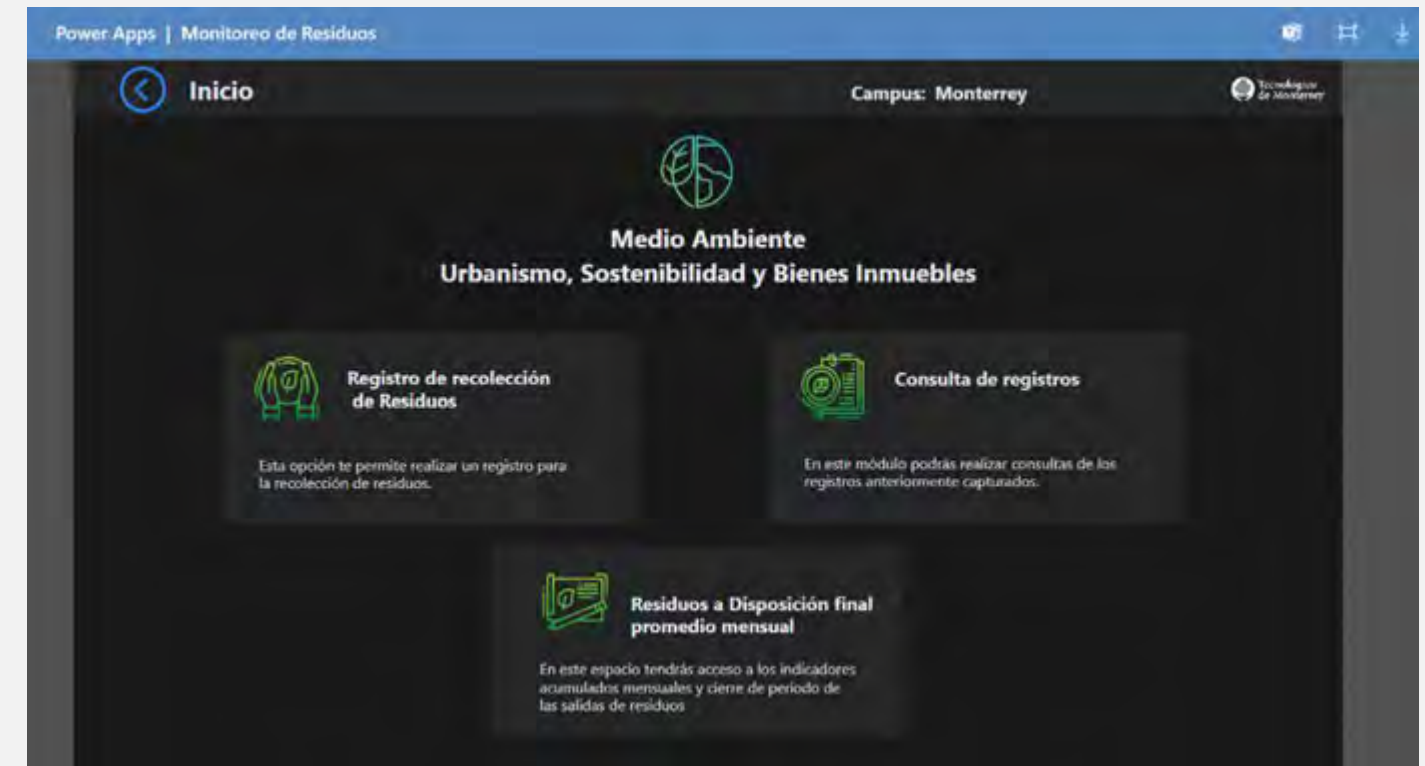 Power Apps | Monitoreo de Residuos
Inicio
Campus: Monterrey
Tecnológico
de Monterrey
Medio Ambiente
Urbanismo, Sostenibilidad y Bienes Inmuebles
Registro de recolección
de Residuos
Esta opción te permite realizar un registro para
la recolección de residuos.
Consulta de registros
En este módulo podrás realizar consultas de los
registros anteriormente capturados.
Residuos a Disposición final
promedio mensual
En este espacio tendrás acceso a los indicadores
acumulados mensuales y cierre de periodo de
las salidas de residuos